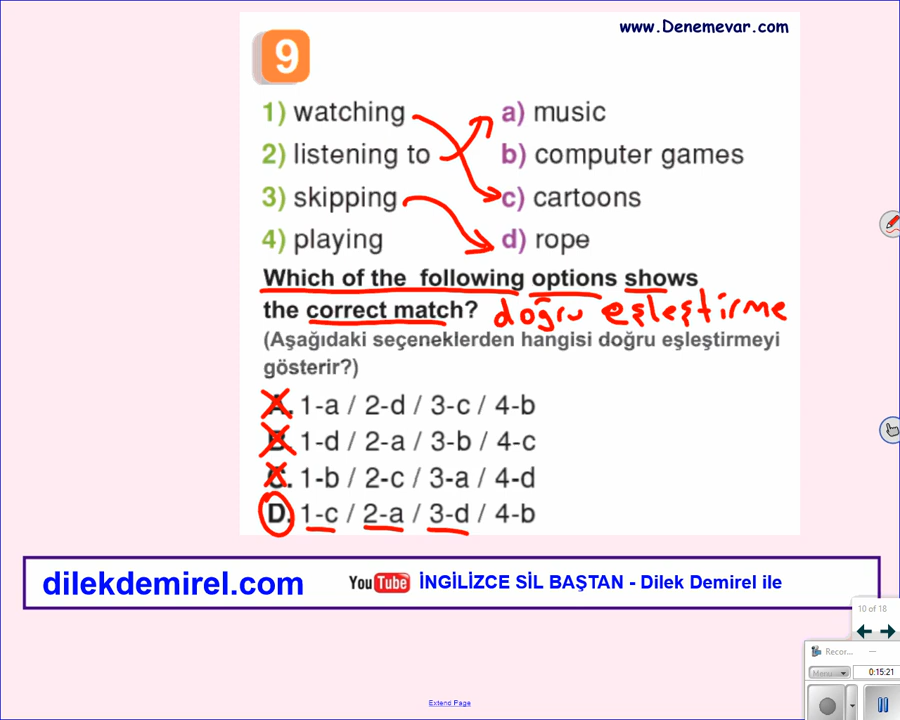 www.Denemevar.com
9
1) watching a) music
2) listening to b) computer games
3) skipping c) cartoons
4) playing d) rope
Which of the following options shows
the correct match? doğru eşleştirme
(Aşağıdaki seçeneklerden hangisi doğru eşleştirmeyi
gösterir?)
A. 1-a / 2-d / 3-c / 4-b
B. 1-d / 2-a / 3-b / 4-c
C. 1-b / 2-c / 3-a / 4-d
D. 1-c / 2-a / 3-d / 4-b
dilekdemirel.com YouTube İNGİLİZCE SİL BAŞTAN - Dilek Demirel ile
10 of 18
Recor...
Menu 0:15:21
Extend Page